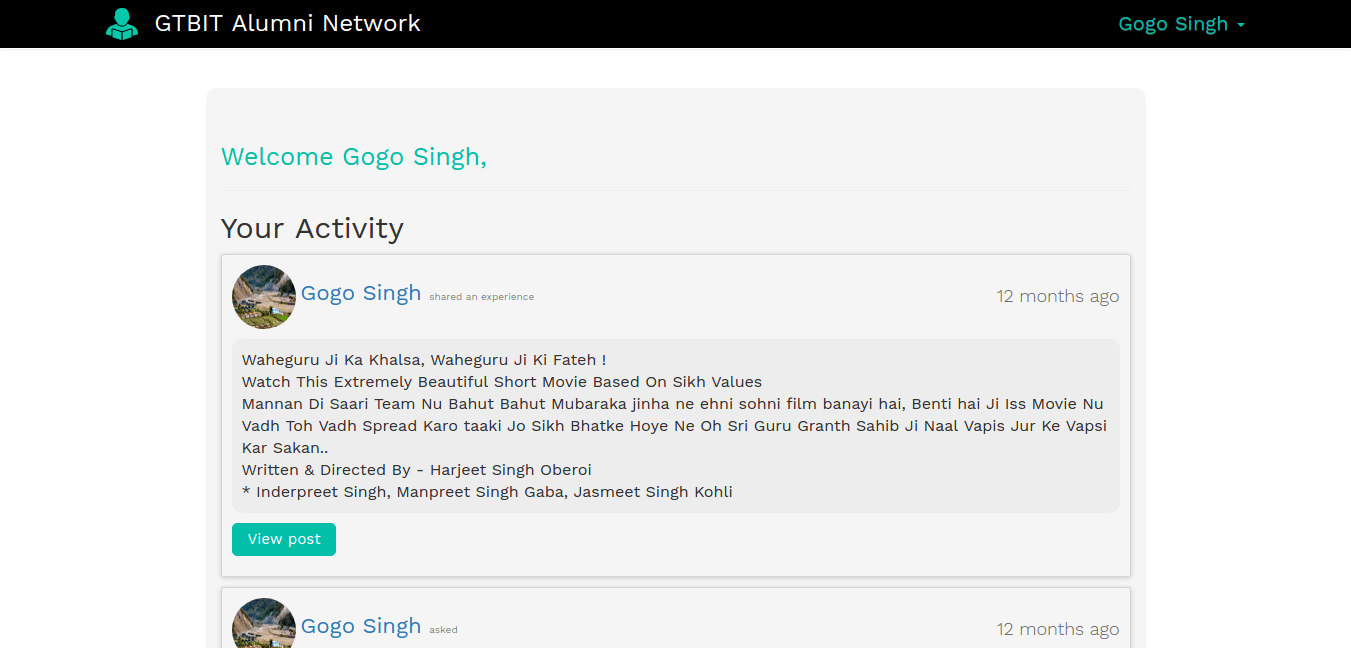 GTBIT Alumni Network
Gogo Singh
Welcome Gogo Singh,
Your Activity
Gogo Singh shared an experience
12 months ago
Waheguru Ji Ka Khalsa, Waheguru Ji Ki Fateh !
Watch This Extremely Beautiful Short Movie Based On Sikh Values
Mannan Di Saari Team Nu Bahut Bahut Mubaraka jinha ne ehni sohni film banayi hai, Benti hai Ji Iss Movie Nu
Vadh Toh Vadh Spread Karo taaki Jo Sikh Bhatke Hoye Ne Oh Sri Guru Granth Sahib Ji Naal Vapis Jur Ke Vapsi
Kar Sakan..
Written & Directed By - Harjeet Singh Oberoi
* Inderpreet Singh, Manpreet Singh Gaba, Jasmeet Singh Kohli
View post
Gogo Singh asked
12 months ago